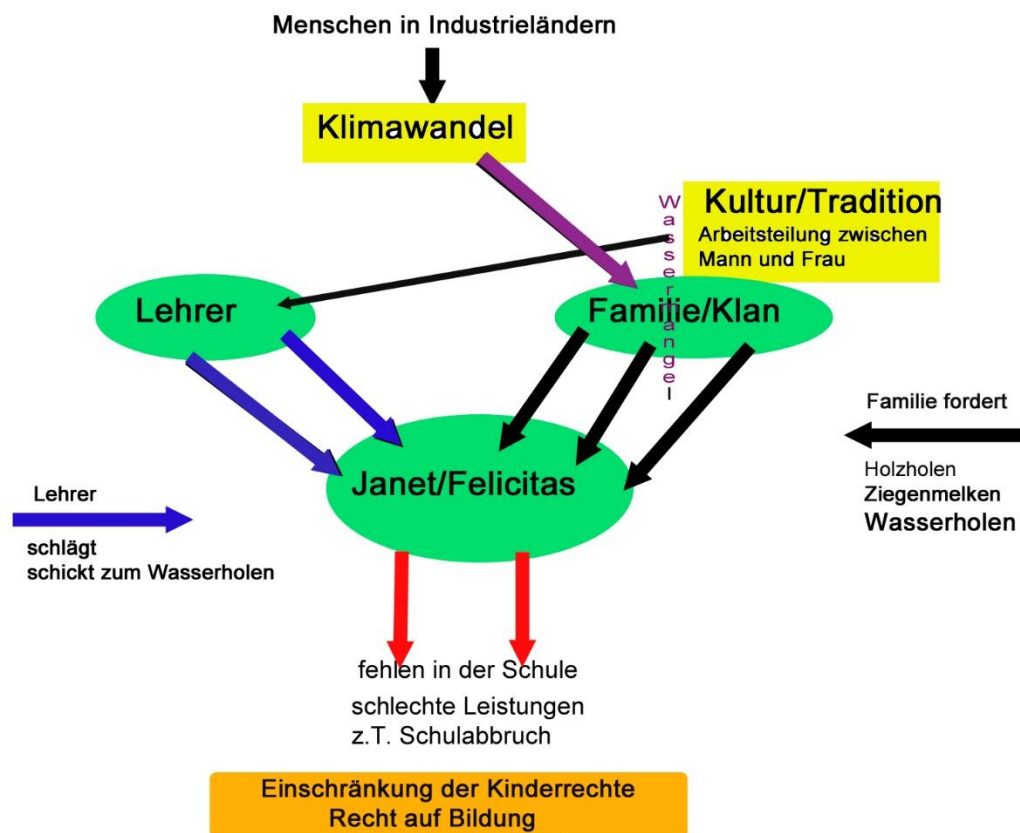 Menschen in Industrieländern
Klimawandel
Wassermangel
Kultur/Tradition
Arbeitsteilung zwischen
Mann und Frau
Lehrer
Familie/Klan
Familie fordert
Holzholen
Ziegenmelken
Wasserholen
Janet/Felicitas
Lehrer
schlägt
schickt zum Wasserholen
fehlen in der Schule
schlechte Leistungen
z.T. Schulabbruch
Einschränkung der Kinderrechte
Recht auf Bildung